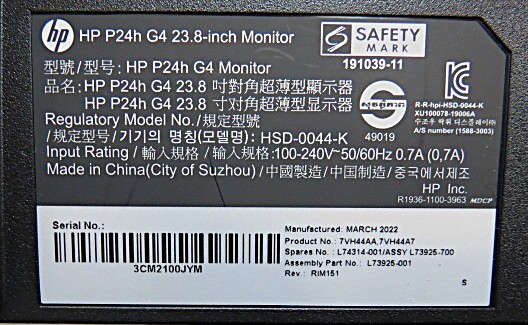 hp HP P24h G4 23.8-inch Monitor
SAFETY
MARK
191039-11
型號/型号: HP P24h G4 Monitor
品名: HP P24h G4 23.8 吋對角超薄型顯示器
HP P24h G4 23.8 寸对角超薄型显示器
Regulatory Model No./規定型號
/规定型号/기기의 명칭(모델명): HSD-0044-K
49019
R-R-hpi-HSD-0044-K
XU100078-19006A
A/S number (1588-3003)
Input Rating / 輸入規格 / 输入规格:100-240V~50/60Hz 0.7A (0,7A)
Made in China(City of Suzhou) /中國製造/中国制造/중국에서제조
HP Inc.
R1936-1100-3963 MDCP
Serial No.:
3CM2100JYM
Manufactured: MARCH 2022
Product No.: 7VH44AA,7VH44A7
Spares No.: L74314-001/ASSY L73925-700
Assembly Part No.: L73925-001
Rev.: RIM151
S